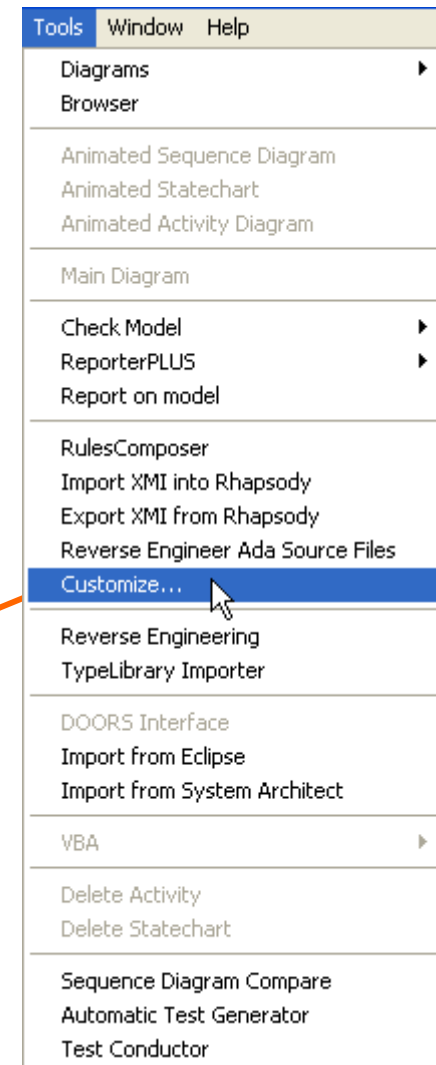 Tools Window Help
Diagrams
Browser
Animated Sequence Diagram
Animated Statechart
Animated Activity Diagram
Main Diagram
Check Model
ReporterPLUS
Report on model
RulesComposer
Import XMI into Rhapsody
Export XMI from Rhapsody
Reverse Engineer Ada Source Files
Customize...
Reverse Engineering
TypeLibrary Importer
DOORS Interface
Import from Eclipse
Import from System Architect
VBA
Delete Activity
Delete Statechart
Sequence Diagram Compare
Automatic Test Generator
Test Conductor